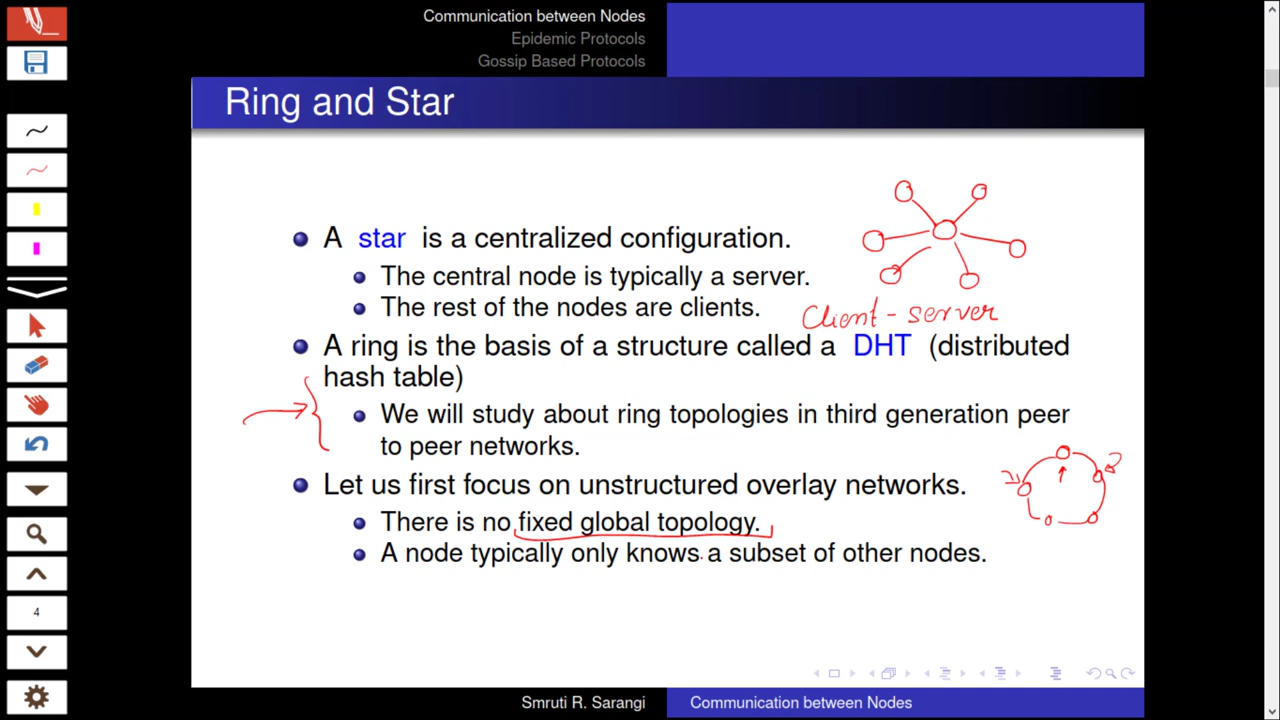 Communication between Nodes
Epidemic Protocols
Gossip Based Protocols
Ring and Star
A star is a centralized configuration.
The central node is typically a server.
The rest of the nodes are clients.
Client - server
A ring is the basis of a structure called a DHT (distributed
hash table)
We will study about ring topologies in third generation peer
to peer networks.
Let us first focus on unstructured overlay networks.
There is no fixed global topology.
A node typically only knows a subset of other nodes.
4
Smruti R. Sarangi
Communication between Nodes